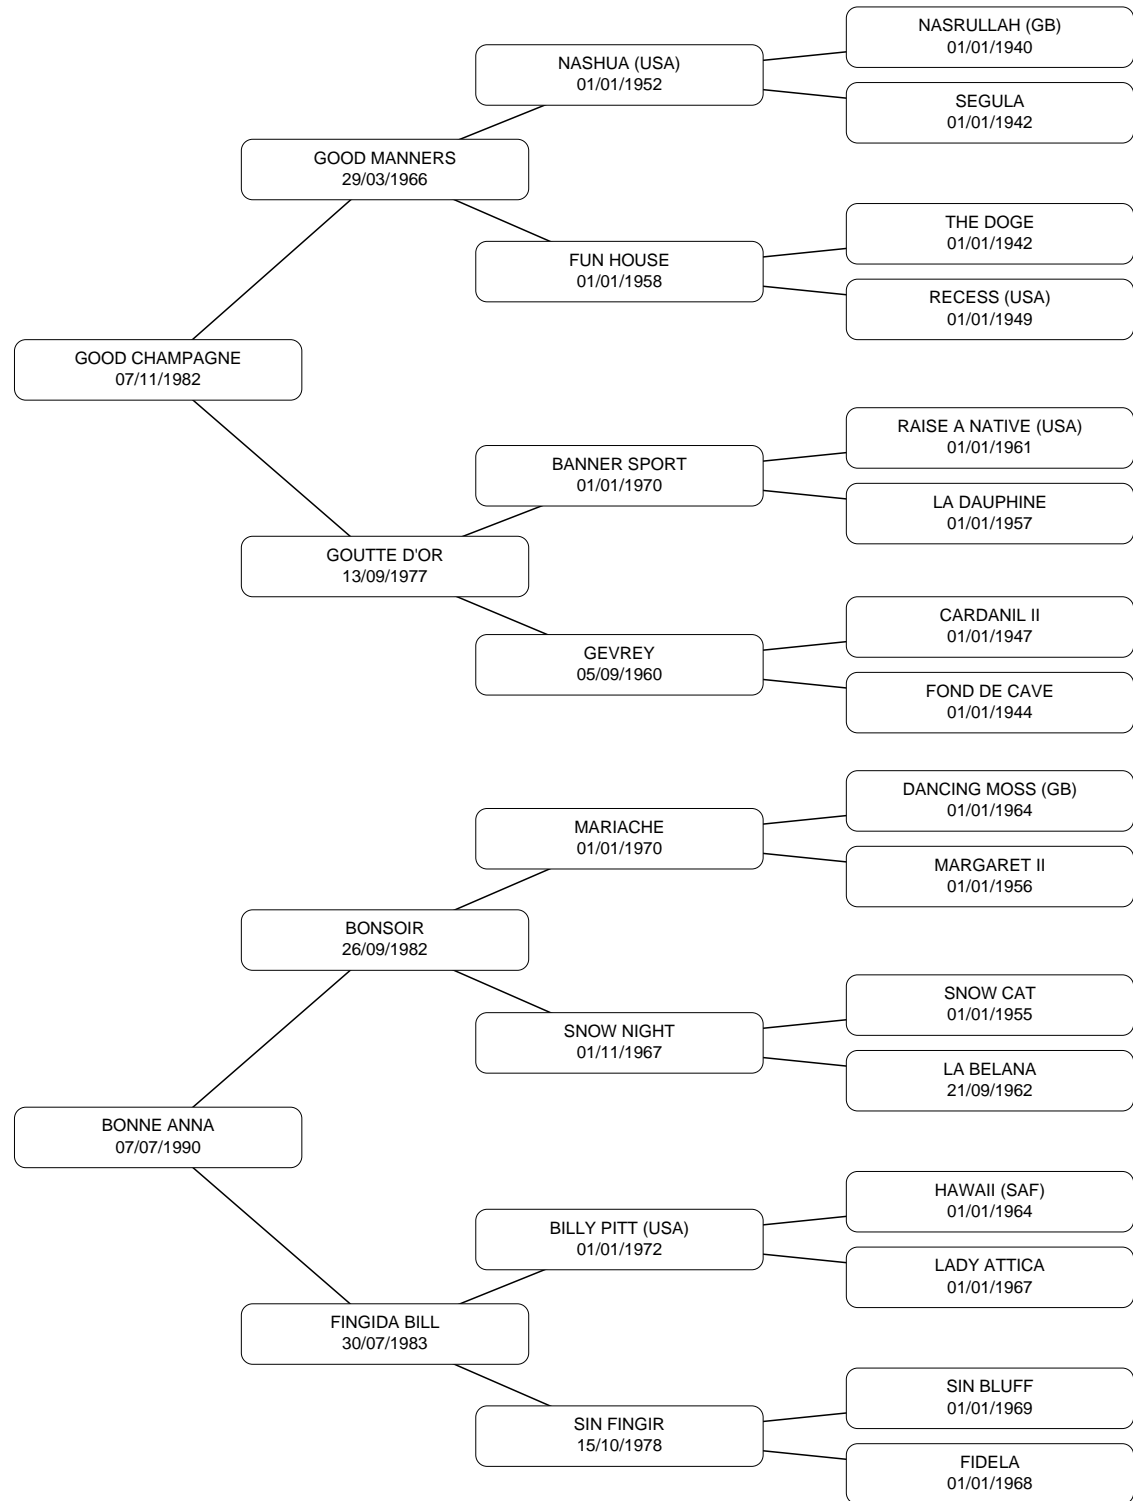 NASRULLAH (GB)
01/01/1940
NASHUA (USA)
01/01/1952
SEGULA
01/01/1942
GOOD MANNERS
29/03/1966
THE DOGE
01/01/1942
FUN HOUSE
01/01/1958
RECESS (USA)
01/01/1949
GOOD CHAMPAGNE
07/11/1982
RAISE A NATIVE (USA)
01/01/1961
BANNER SPORT
01/01/1970
LA DAUPHINE
01/01/1957
GOUTTE D'OR
13/09/1977
CARDANIL II
01/01/1947
GEVREY
05/09/1960
FOND DE CAVE
01/01/1944
DANCING MOSS (GB)
01/01/1964
MARIACHE
01/01/1970
MARGARET II
01/01/1956
BONSOIR
26/09/1982
SNOW CAT
01/01/1955
SNOW NIGHT
01/11/1967
LA BELANA
21/09/1962
BONNE ANNA
07/07/1990
HAWAII (SAF)
01/01/1964
BILLY PITT (USA)
01/01/1972
LADY ATTICA
01/01/1967
FINGIDA BILL
30/07/1983
SIN BLUFF
01/01/1969
SIN FINGIR
15/10/1978
FIDELA
01/01/1968